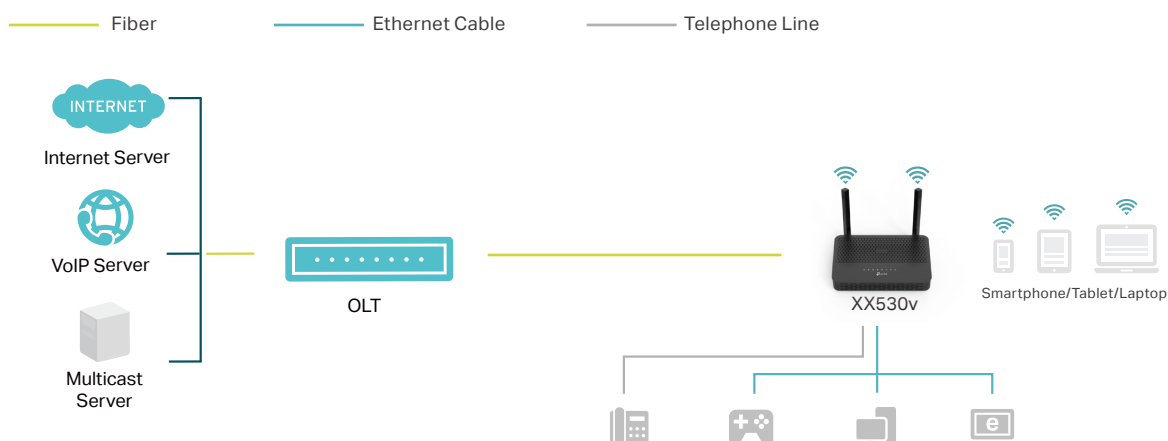 Fiber
Ethernet Cable
Telephone Line
INTERNET
Internet Server
VoIP Server
Multicast
Server
OLT
XX530v
Smartphone/Tablet/Laptop
e